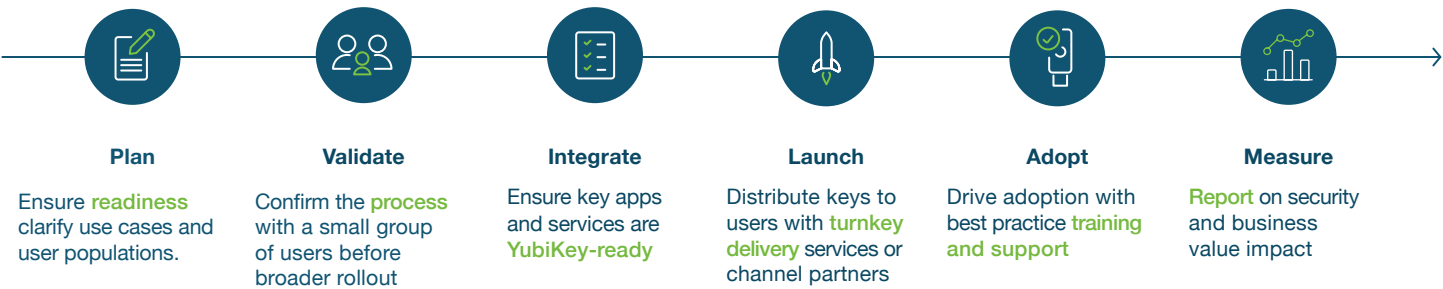 Plan
Ensure readiness
clarify use cases and
user populations.
Validate
Confirm the process
with a small group
of users before
broader rollout
Integrate
Ensure key apps
and services are
YubiKey-ready
Launch
Distribute keys to
users with turnkey
delivery services or
channel partners
Adopt
Drive adoption with
best practice training
and support
Measure
Report on security
and business
value impact